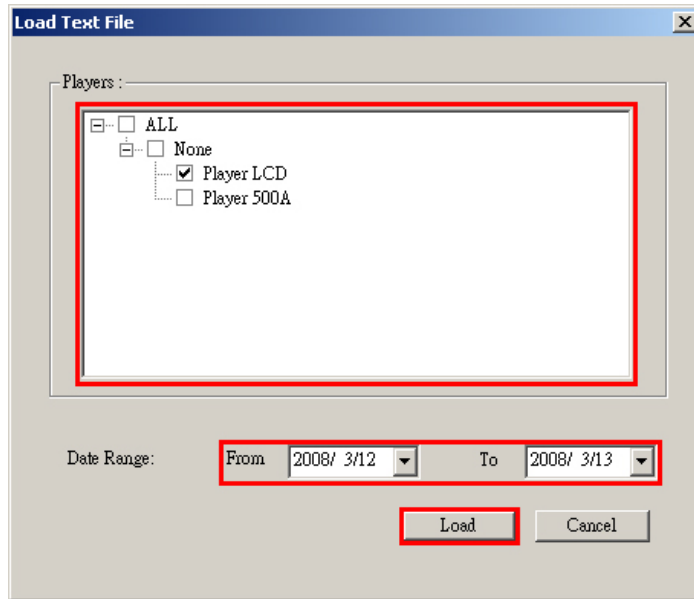 Load Text File
Players :
ALL
None
Player LCD
Player 500A
Date Range: From 2008/ 3/12 To 2008/ 3/13
Load Cancel